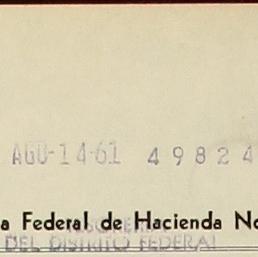 AGO-14-61 49824
a Federal de Hacienda No
DEL DISTRITO FEDERAL